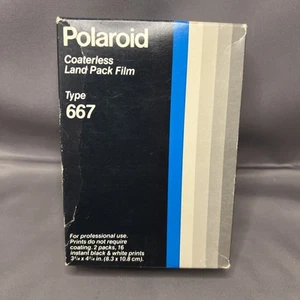 Polaroid
Coaterless
Land Pack Film
Type
667
For professional use.
Prints do not require
coating. 2 packs, 16
instant black & white prints
3¼ x 4¼ in. (8.3 x 10.8 cm).